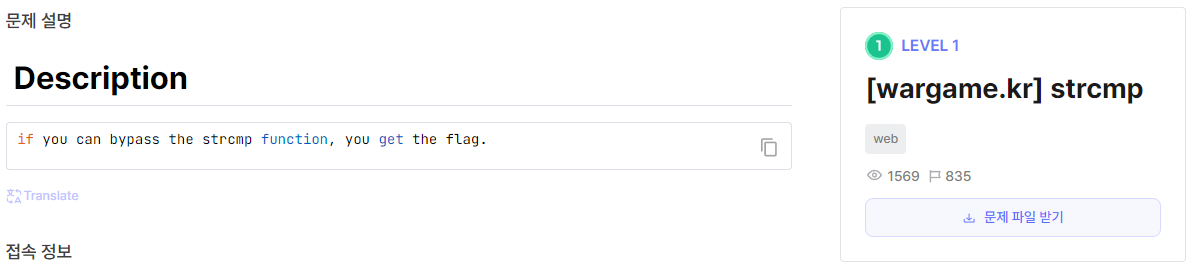 문제 설명
Description
if you can bypass the strcmp function, you get the flag.
Translate
접속 정보
1 LEVEL 1
[wargame.kr] strcmp
web
1569 835
문제 파일 받기